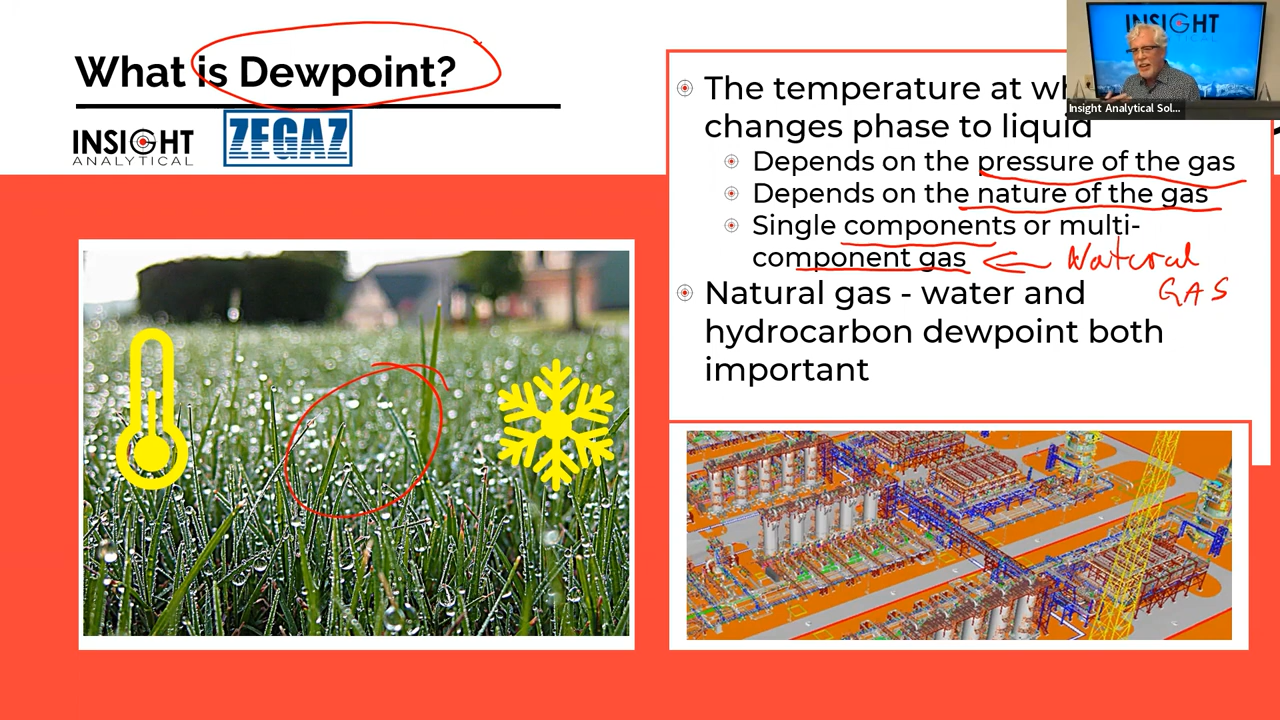 What is Dewpoint?
INSIGHT
ANALYTICAL
ZEGAZ
The temperature at
changes phase to liquid
Depends on the pressure of the gas
Depends on the nature of the gas
Single components or multi-
component gas
Natural
GAS
Natural gas - water and
hydrocarbon dewpoint both
important
INSIGHT
ANALYTICAL
Insight Analytical Sol...